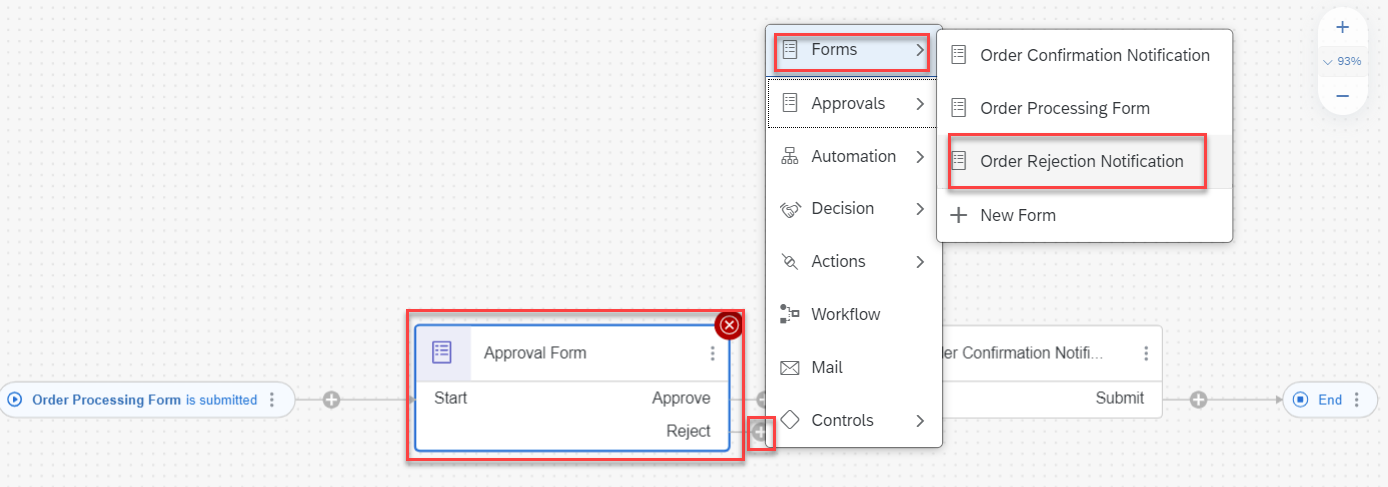 Forms
Approvals
Automation
Decision
Actions
Workflow
Mail
Controls
Order Confirmation Notification
Order Processing Form
Order Rejection Notification
New Form
93%
Order Processing Form is submitted
Approval Form
Start
Approve
Reject
der Confirmation Notifi...
Submit
End